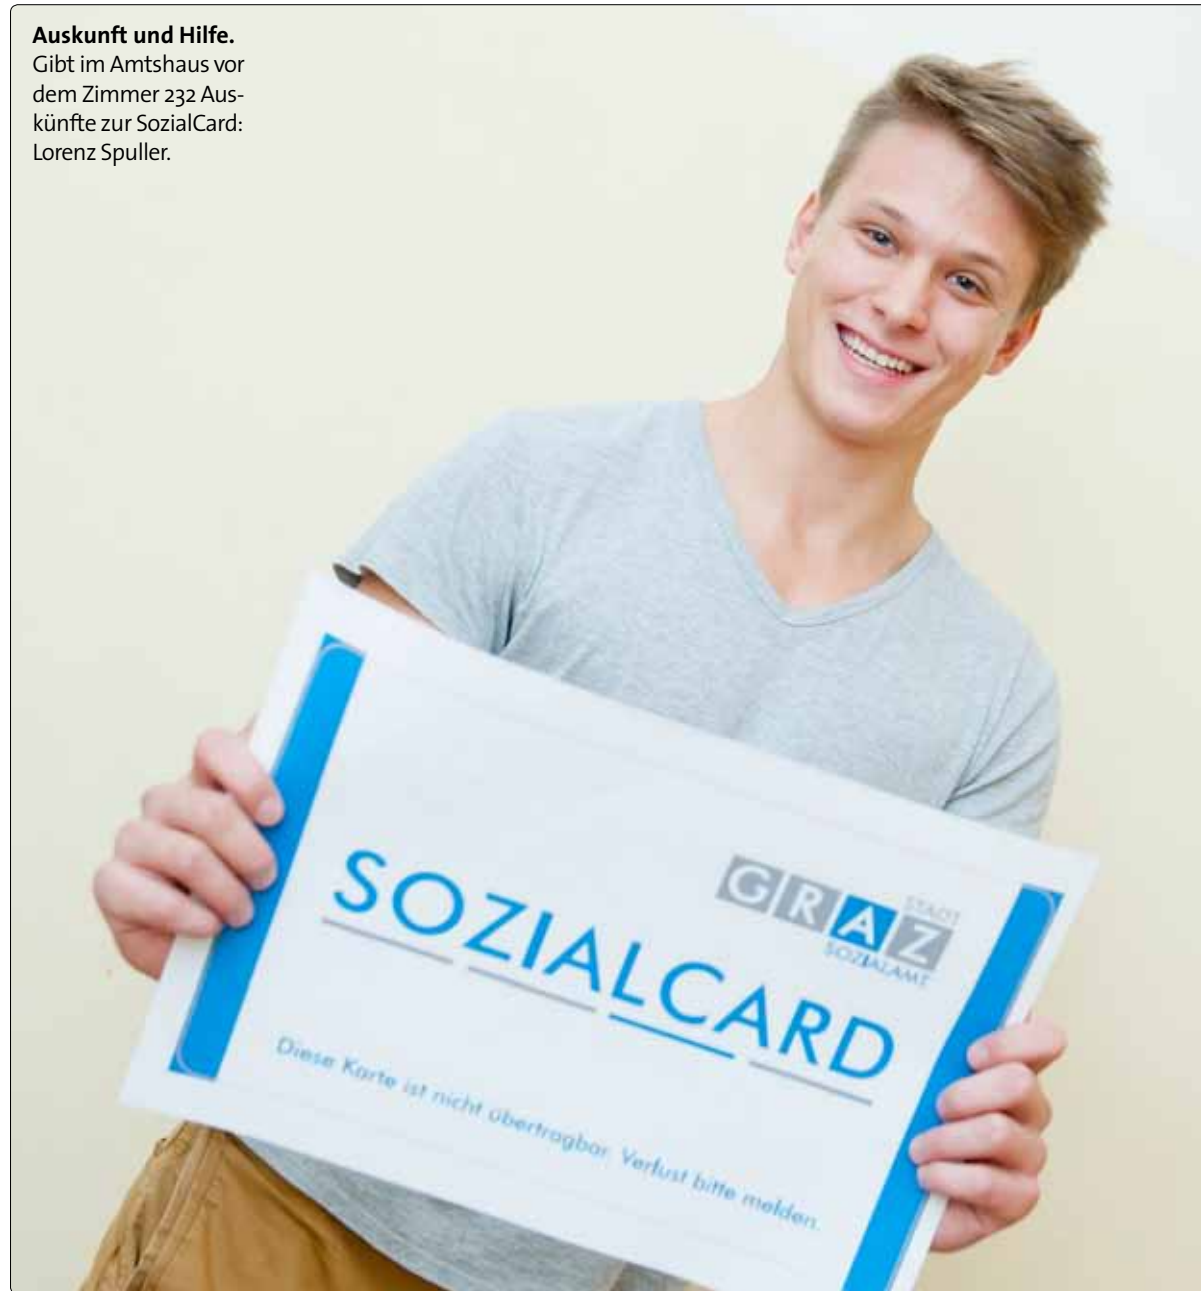 Auskunft und Hilfe.
Gibt im Amtshaus vor
dem Zimmer 232 Aus-
künfte zur SozialCard:
Lorenz Spuller.
GRAZ
STADT
SOZIALAMT
SOZIALCARD
Diese Karte ist nicht übertragbar. Verlust bitte melden.